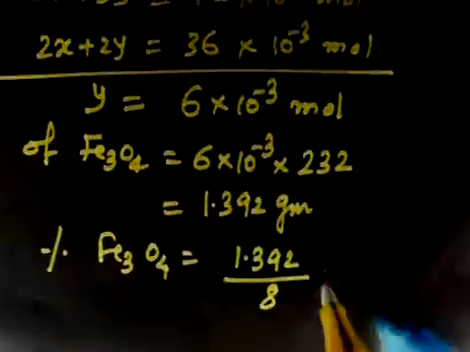 2x+2y = 36 × 10⁻³ mol
y = 6×10⁻³ mol
of Fe₃O₄ = 6×10⁻³× 232
= 1.392 gm
% Fe₃O₄ = 1.392/8